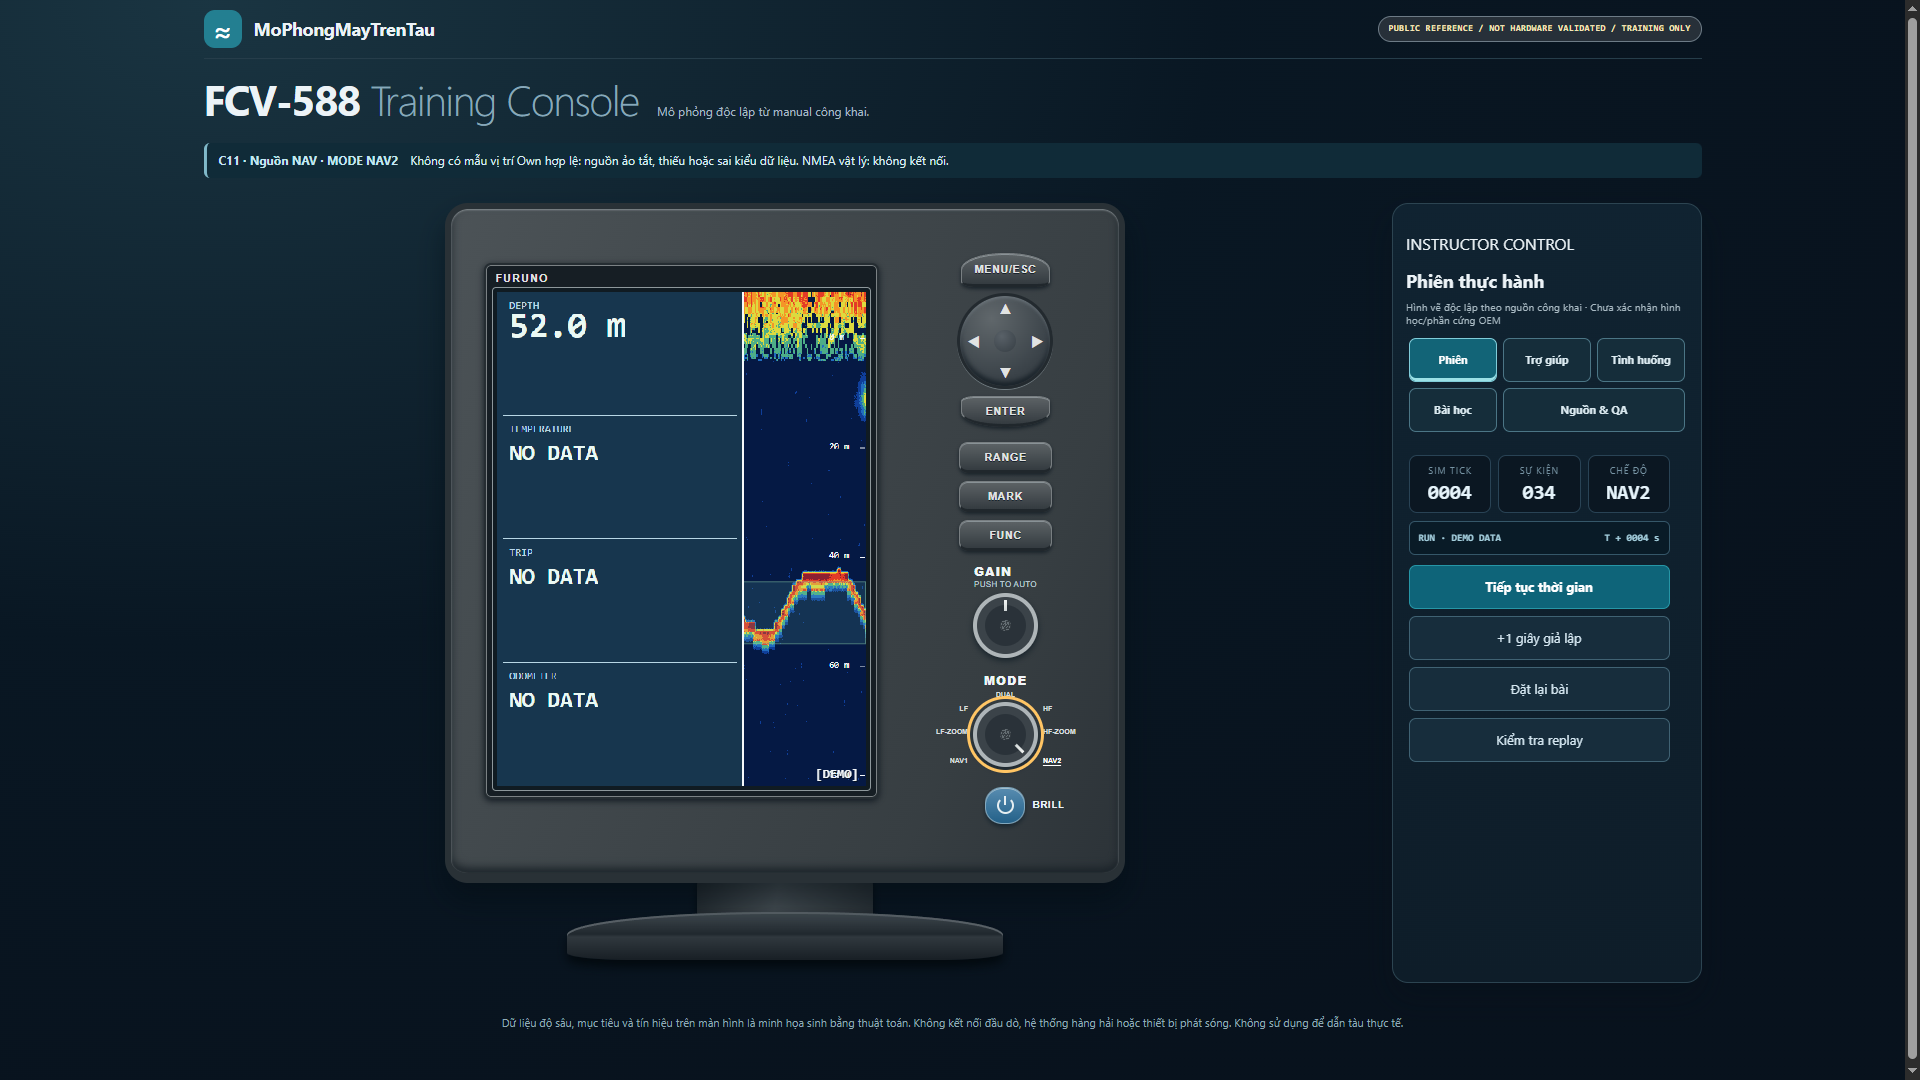 MoPhongMayTrenTau
PUBLIC REFERENCE / NOT HARDWARE VALIDATED / TRAINING ONLY
FCV-588 Training Console Mô phỏng độc lập từ manual công khai.
C11 · Nguồn NAV · MODE NAV2 Không có mẫu vị trí Own hợp lệ: nguồn ảo tắt, thiếu hoặc sai kiểu dữ liệu. NMEA vật lý: không kết nối.
FURUNO
DEPTH
52.0 m
TEMPERATURE
NO DATA
TRIP
NO DATA
ODOMETER
NO DATA
20 m
40 m
60 m
[DEMO]
MENU/ESC
ENTER
RANGE
MARK
FUNC
GAIN
PUSH TO AUTO
MODE
DUAL
LF
HF
LF-ZOOM
HF-ZOOM
NAV1
NAV2
BRILL
INSTRUCTOR CONTROL
Phiên thực hành
Hình vẽ độc lập theo nguồn công khai · Chưa xác nhận hình
học/phần cứng OEM
Phiên
Trợ giúp
Tình huống
Bài học
Nguồn & QA
SIM TICK
0004
SỰ KIỆN
034
CHẾ ĐỘ
NAV2
RUN · DEMO DATA
T + 0004 s
Tiếp tục thời gian
+1 giây giả lập
Đặt lại bài
Kiểm tra replay
Dữ liệu độ sâu, mục tiêu và tín hiệu trên màn hình là minh họa sinh bằng thuật toán. Không kết nối đầu dò, hệ thống hàng hải hoặc thiết bị phát sóng. Không sử dụng để dẫn tàu thực tế.